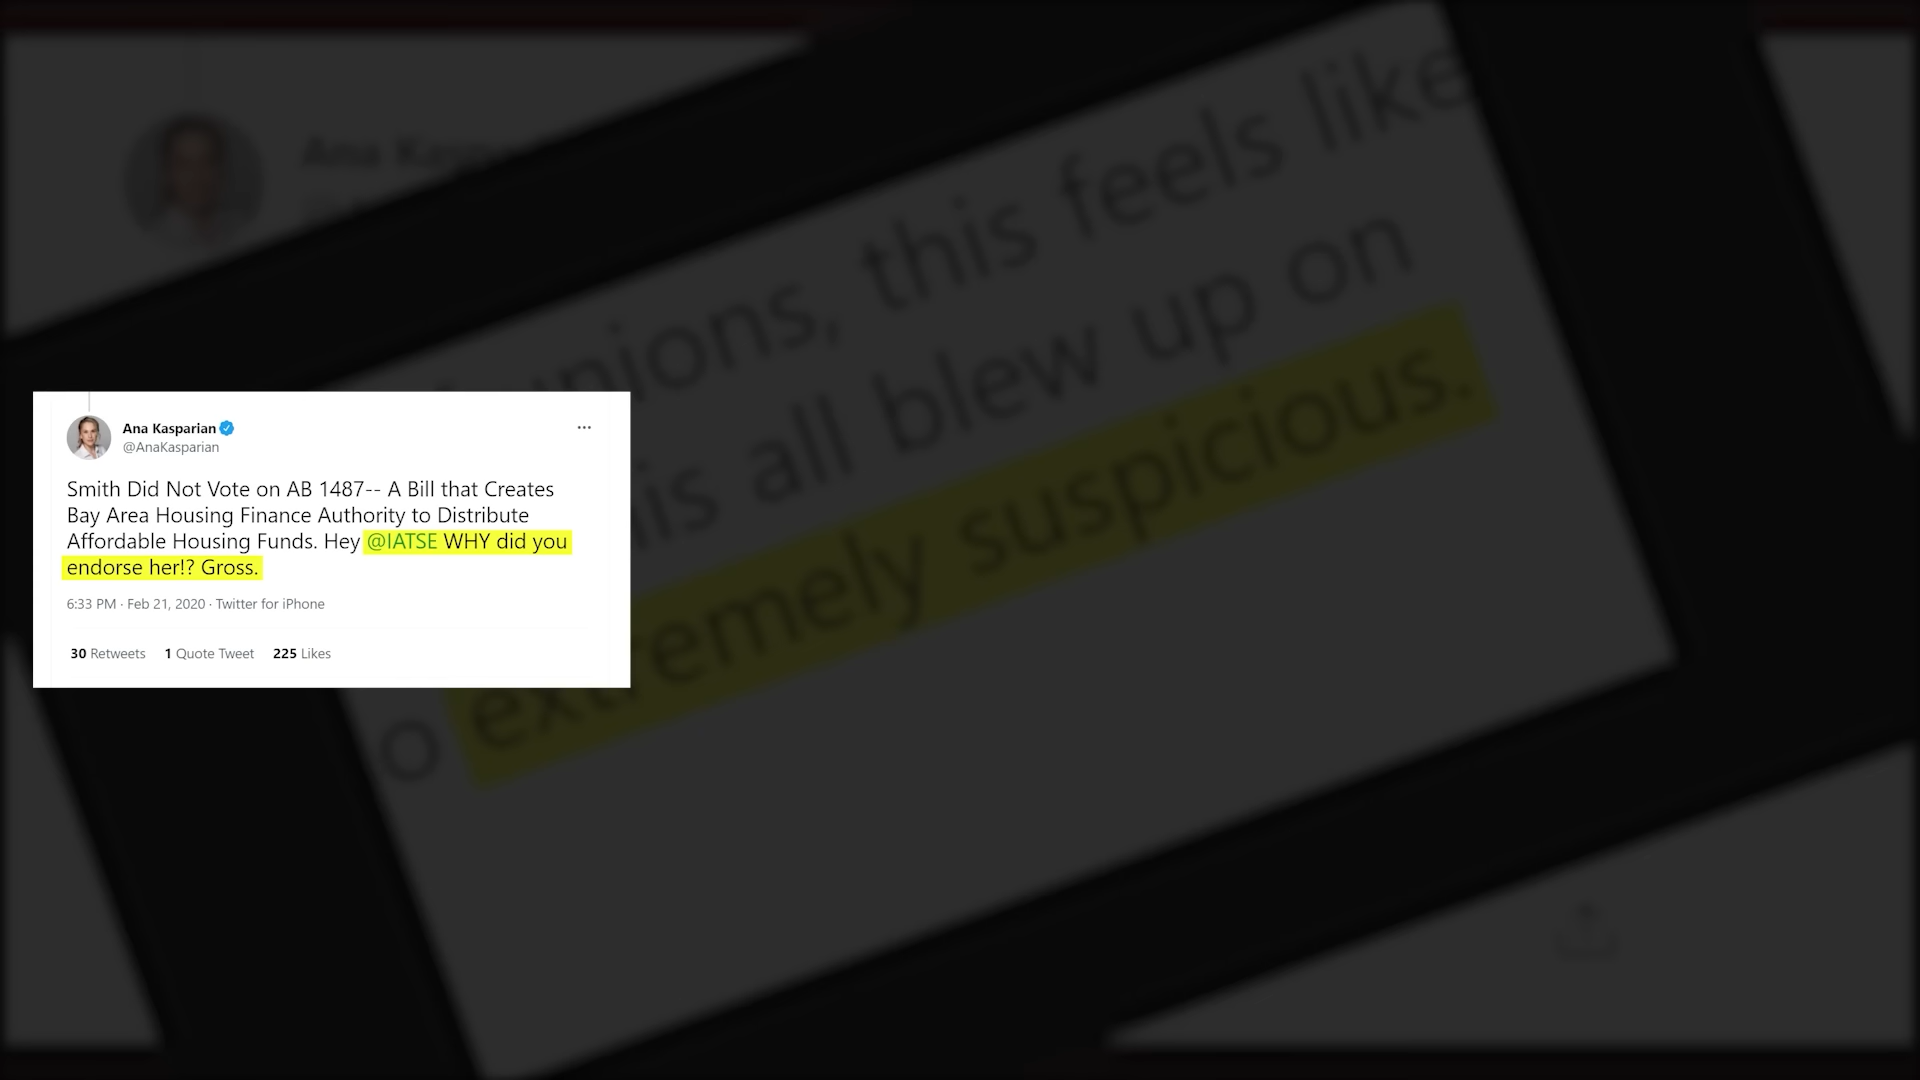 Ana
unions, this feels like
this all blew up on
extremely suspicious.
Ana Kasparian
@AnaKasparian
Smith Did Not Vote on AB 1487-- A Bill that Creates
Bay Area Housing Finance Authority to Distribute
Affordable Housing Funds. Hey @IATSE WHY did you
endorse her!? Gross.
6:33 PM · Feb 21, 2020 · Twitter for iPhone
30 Retweets 1 Quote Tweet 225 Likes